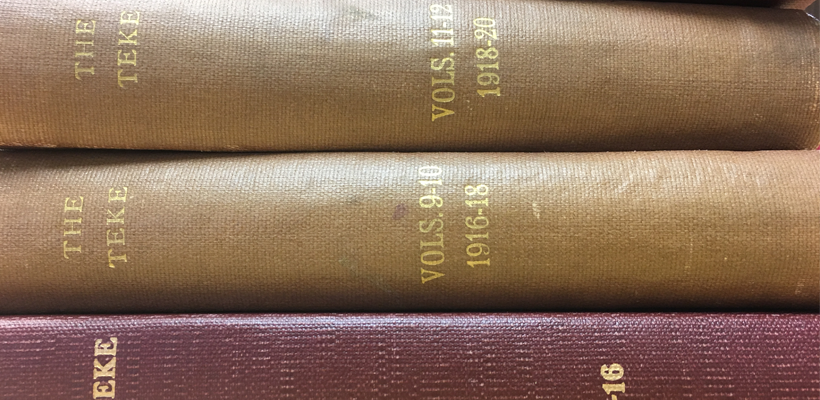 THE
TEKE
VOLS. 11-12
1918-20
THE
TEKE
VOLS. 9-10
1916-18
EKE
-16